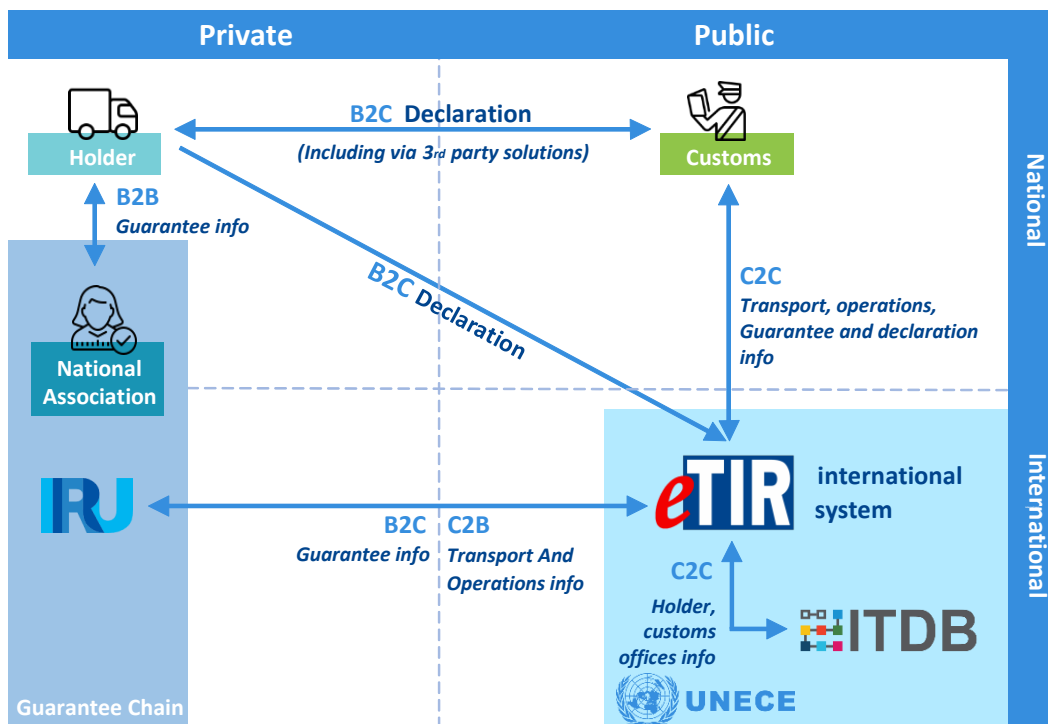 Private
Public
National
International
B2C Declaration
(Including via 3rd party solutions)
Holder
Customs
B2B
Guarantee info
B2C Declaration
C2C
Transport, operations,
Guarantee and declaration
info
National
Association
IRU
eTIR
international
system
B2C
Guarantee info
C2B
Transport And
Operations info
C2C
Holder,
customs
offices info
ITDB
Guarantee Chain
UNECE